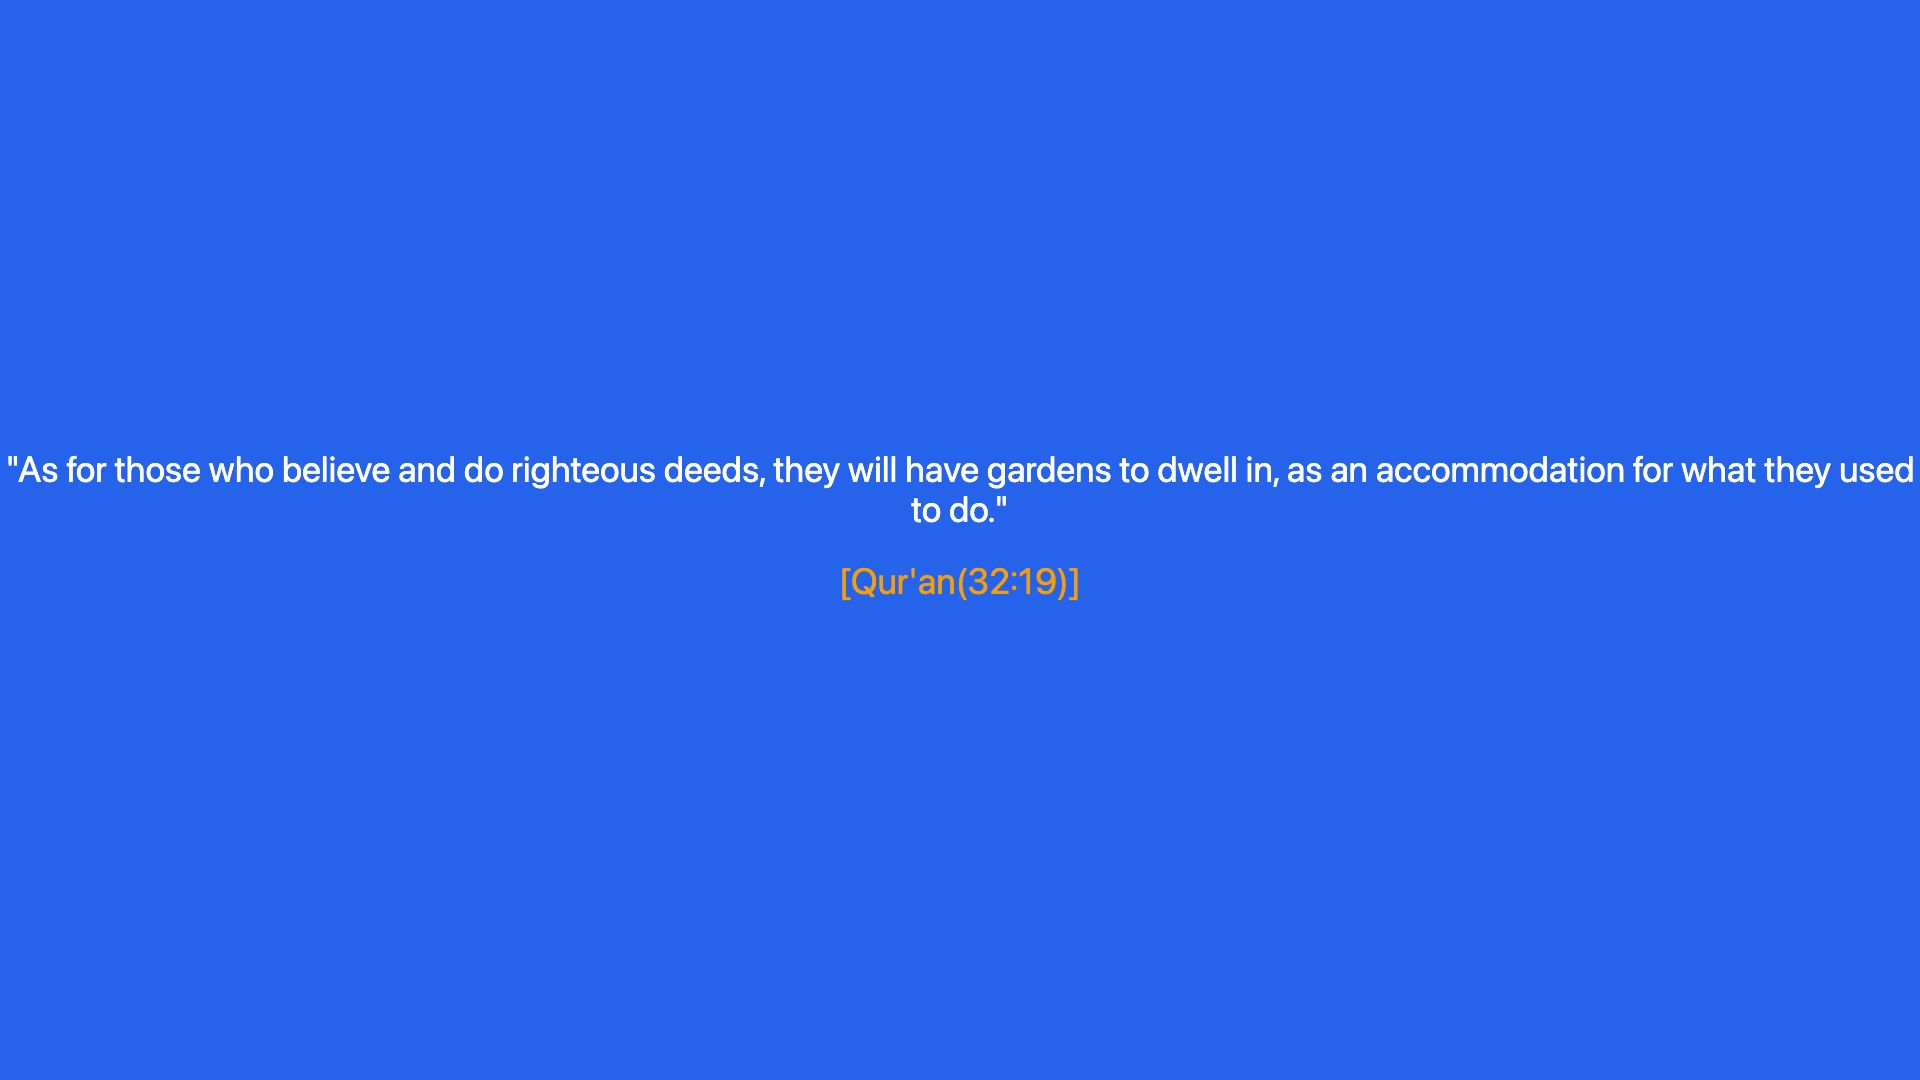 "As for those who believe and do righteous deeds, they will have gardens to dwell in, as an accommodation for what they used
to do."
[Qur'an(32:19)]